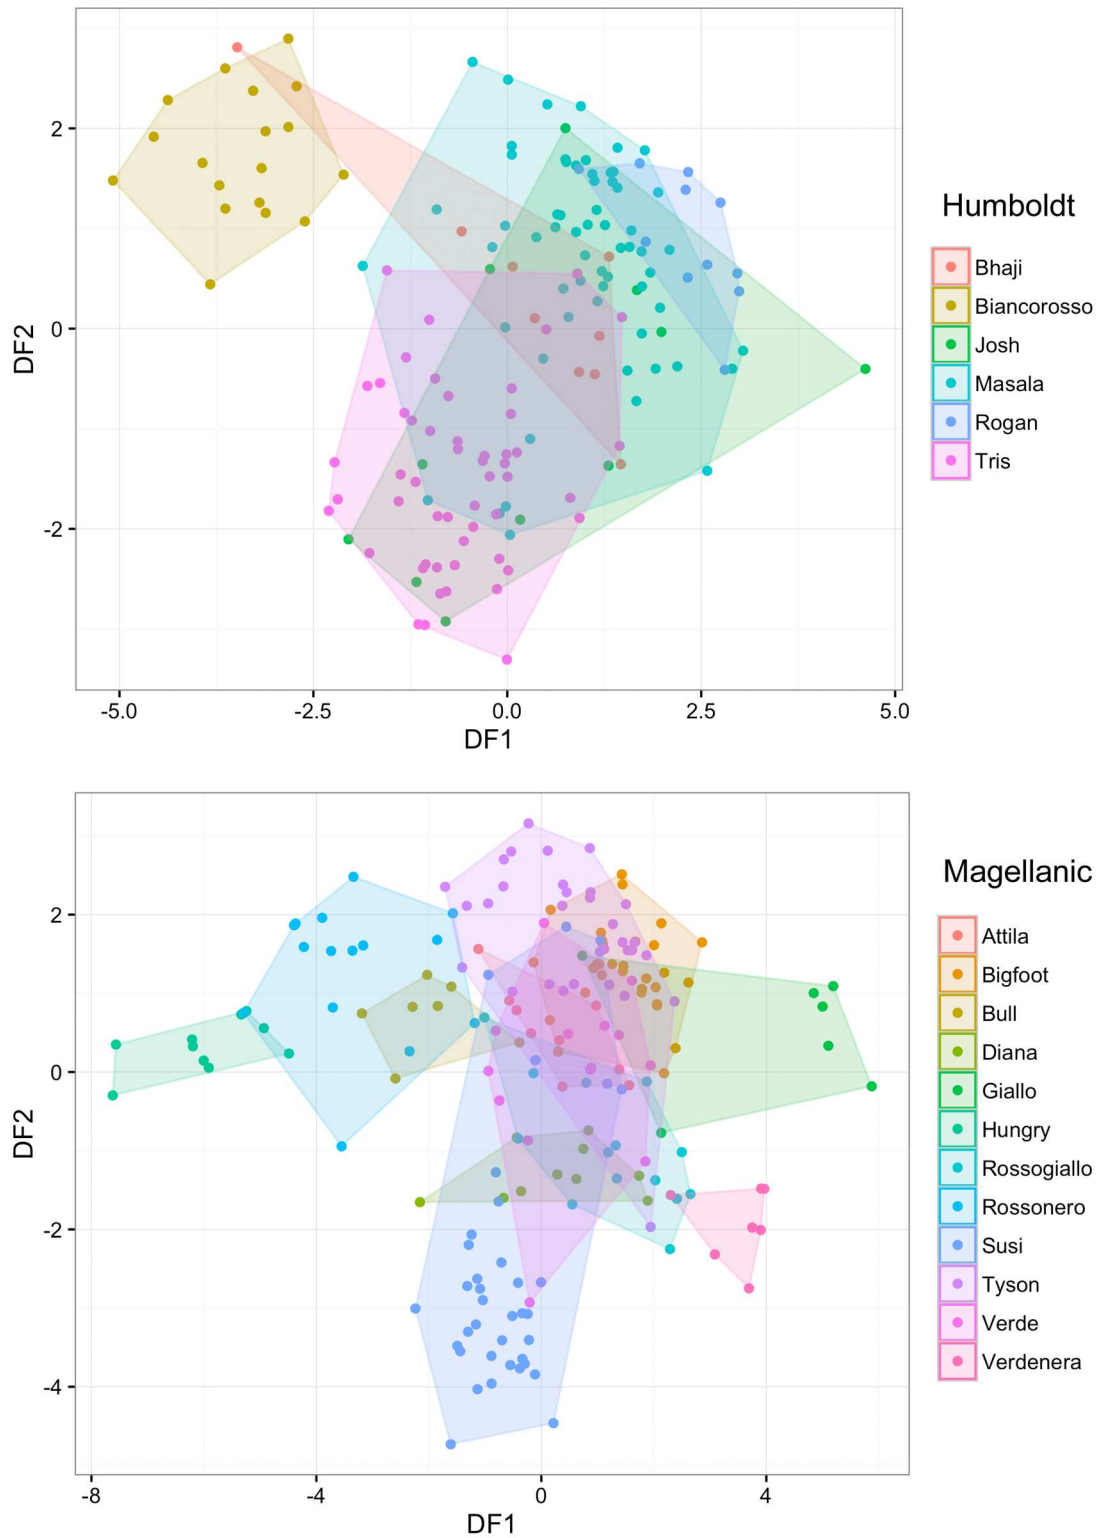 2
0
-2
DF2
-5.0 -2.5 0.0 2.5 5.0
DF1
Humboldt
Bhaji
Biancorosso
Josh
Masala
Rogan
Tris
2
0
-2
-4
DF2
-8 -4 0 4
DF1
Magellanic
Attila
Bigfoot
Bull
Diana
Giallo
Hungry
Rossogiallo
Rossonero
Susi
Tyson
Verde
Verdenera